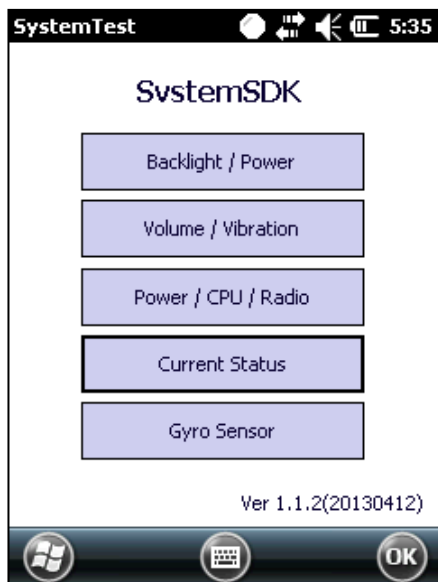 SystemTest 5:35
SystemSDK
Backlight / Power
Volume / Vibration
Power / CPU / Radio
Current Status
Gyro Sensor
Ver 1.1.2(20130412)
OK